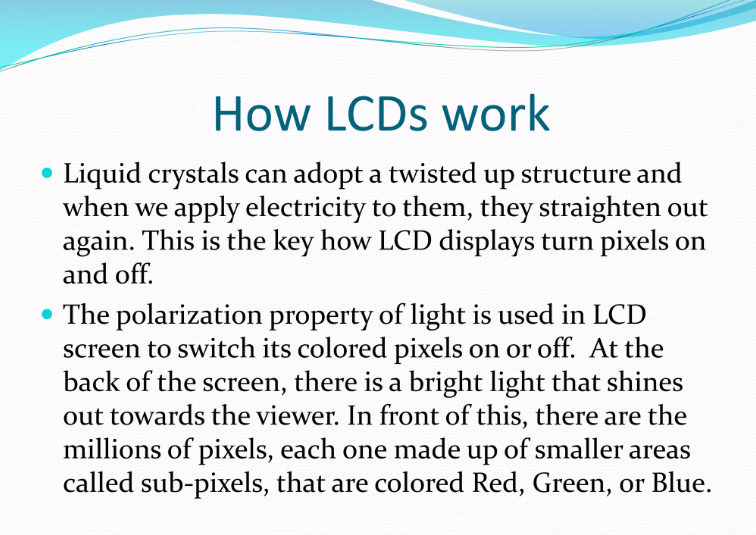 How LCDs work
• Liquid crystals can adopt a twisted up structure and
when we apply electricity to them, they straighten out
again. This is the key how LCD displays turn pixels on
and off.
• The polarization property of light is used in LCD
screen to switch its colored pixels on or off.  At the
back of the screen, there is a bright light that shines
out towards the viewer. In front of this, there are the
millions of pixels, each one made up of smaller areas
called sub-pixels, that are colored Red, Green, or Blue.